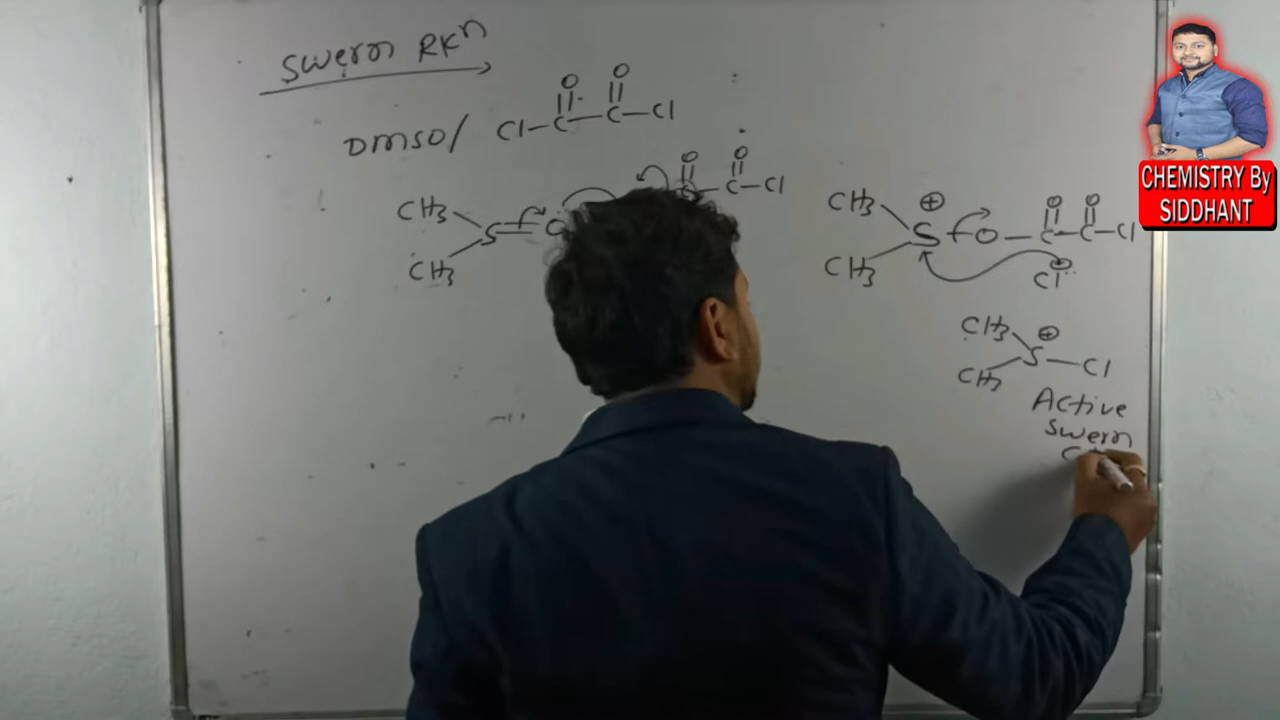 Swern RKⁿ
DMSO/
O O
Cl-C-C-Cl
O O
C-Cl
CH3
S=O
CH3
CH3 ⊕
S-O-C-C-Cl
O O
CH3
⊖
Cl
CH3 ⊕
S-Cl
CH3
Active
Swern
CHEMISTRY By
SIDDHANT